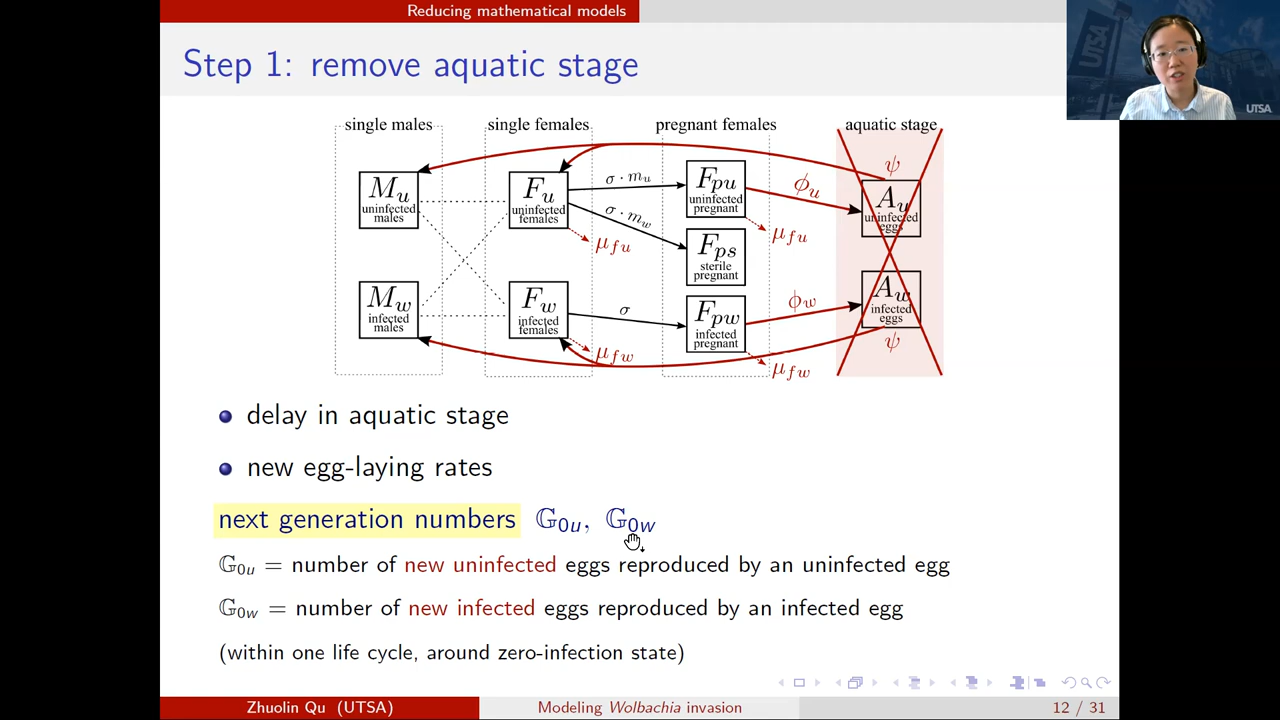 Reducing mathematical models
Step 1: remove aquatic stage
single males single females pregnant females aquatic stage
M_u
uninfected
males
F_u
uninfected
females
σ · m_u
σ · m_w
F_pu
uninfected
pregnant
ϕ_u
ψ
A_u
uninfected
eggs
μ_fu
μ_fu
F_ps
sterile
pregnant
M_w
infected
males
F_w
infected
females
σ
F_pw
infected
pregnant
ϕ_w
A_w
infected
eggs
ψ
μ_fw
μ_fw
delay in aquatic stage
new egg-laying rates
next generation numbers 𝔾_0u, 𝔾_0w
𝔾_0u = number of new uninfected eggs reproduced by an uninfected egg
𝔾_0w = number of new infected eggs reproduced by an infected egg
(within one life cycle, around zero-infection state)
Zhuolin Qu (UTSA) Modeling Wolbachia invasion 12 / 31
UTSA
UTSA